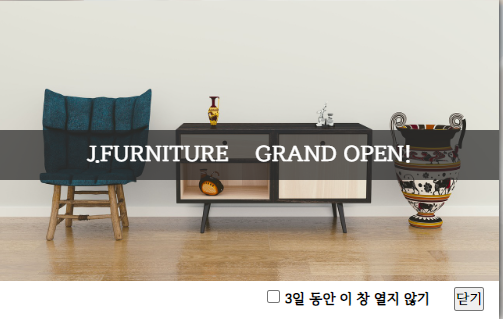 J.FURNITURE GRAND OPEN!
3일 동안 이 창 열지 않기 닫기